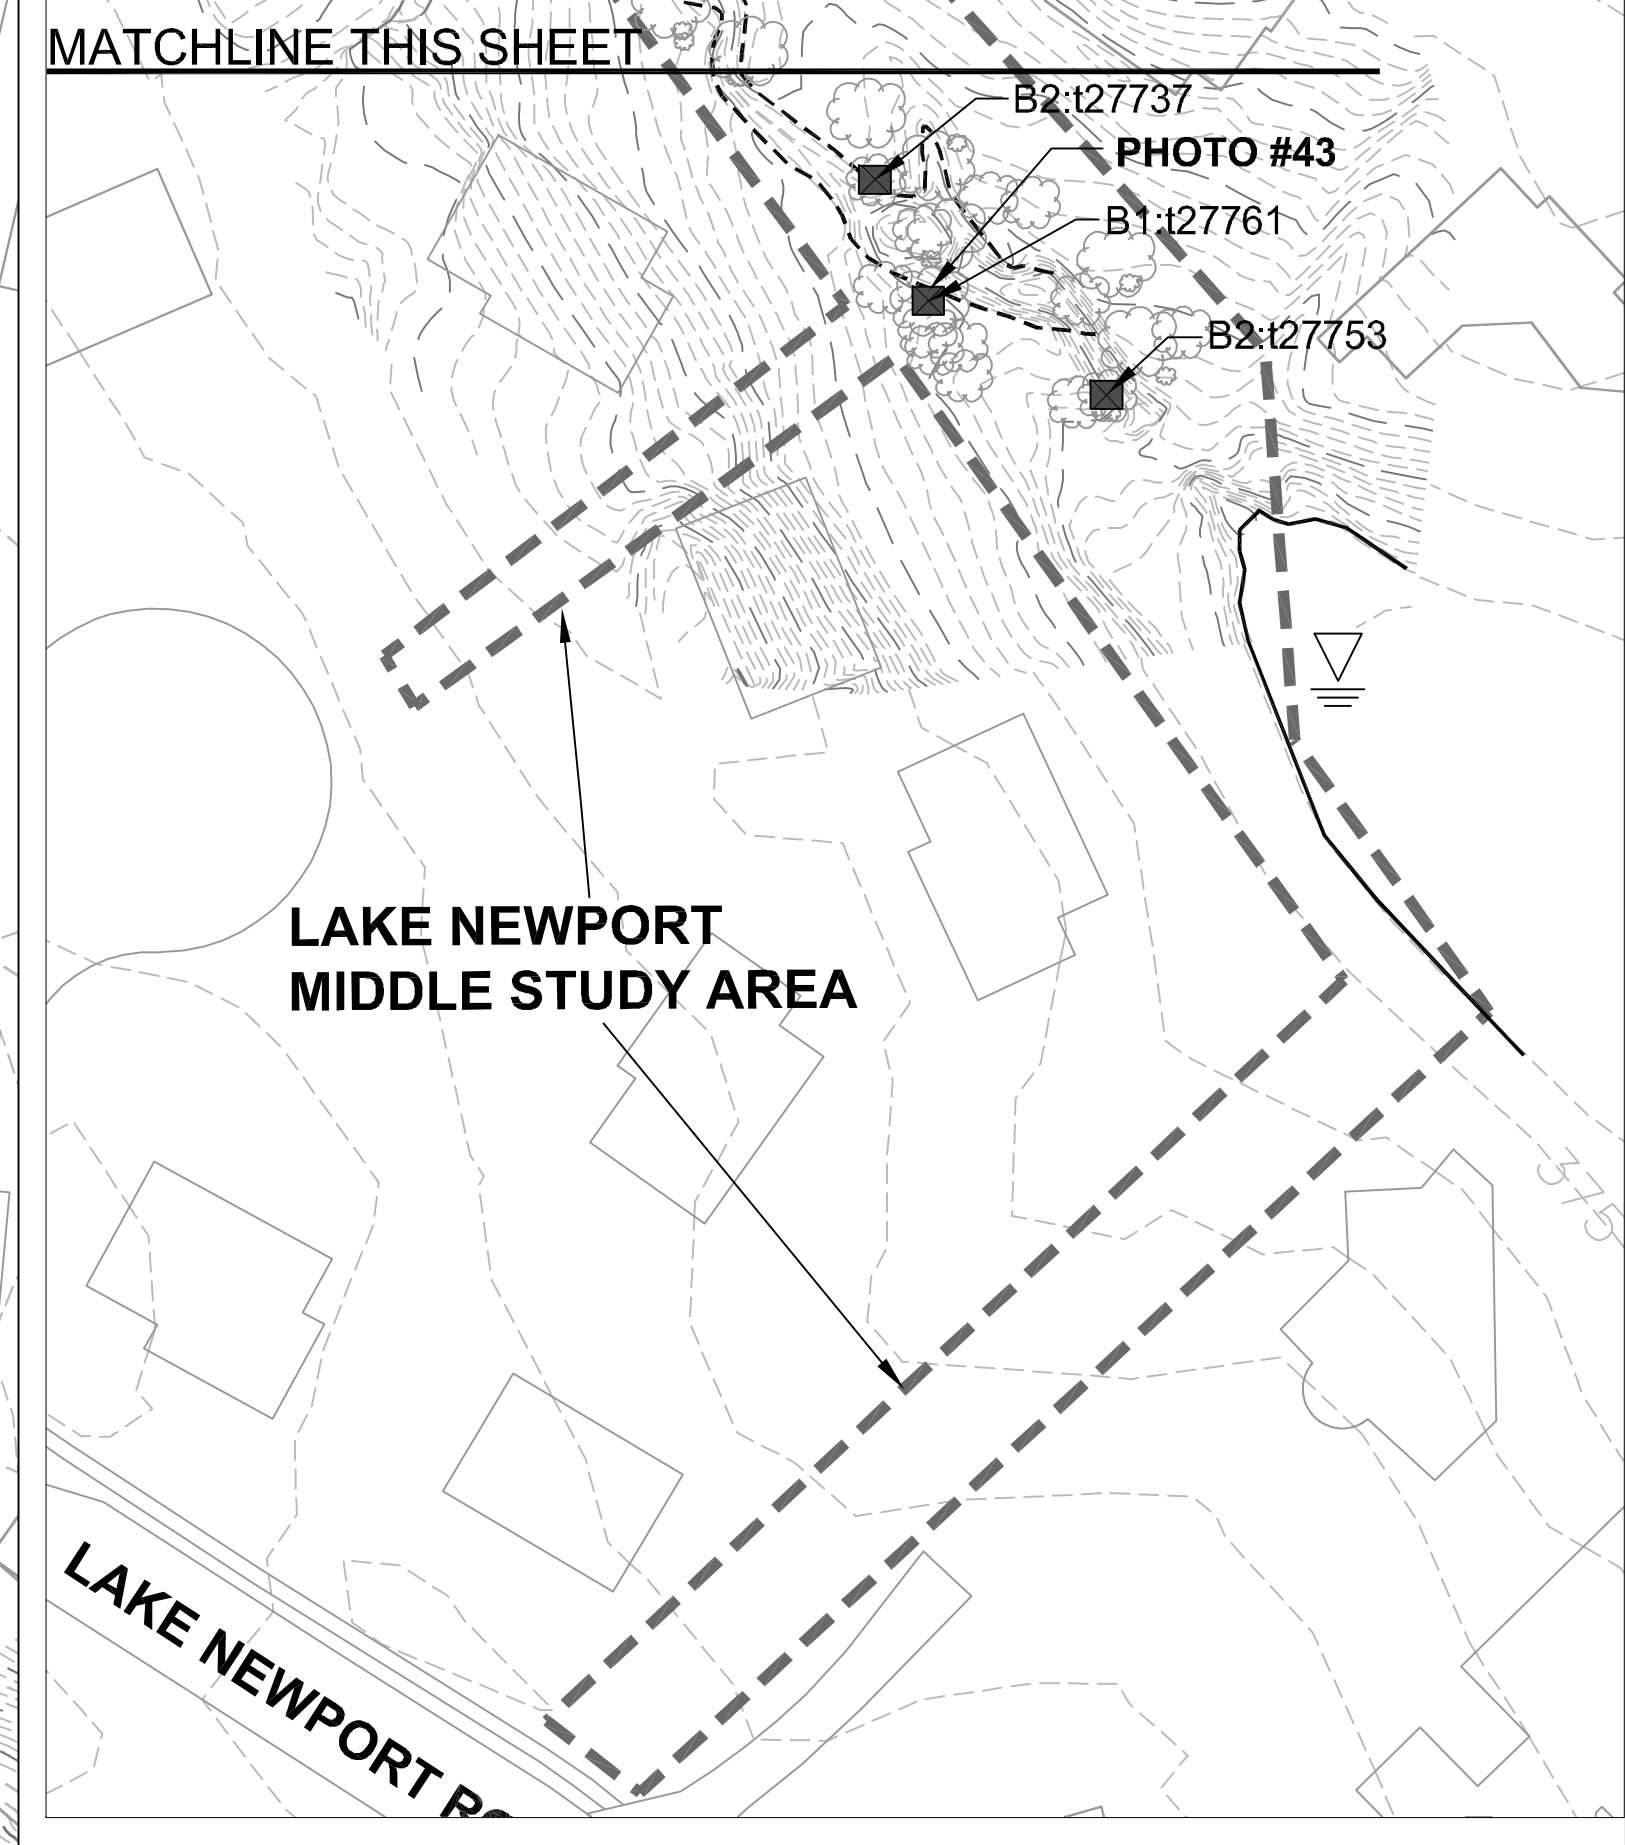 MATCHLINE THIS SHEET
B2:t27737
PHOTO #43
B1:t27761
B2:t27753
LAKE NEWPORT
MIDDLE STUDY AREA
375
LAKE NEWPORT